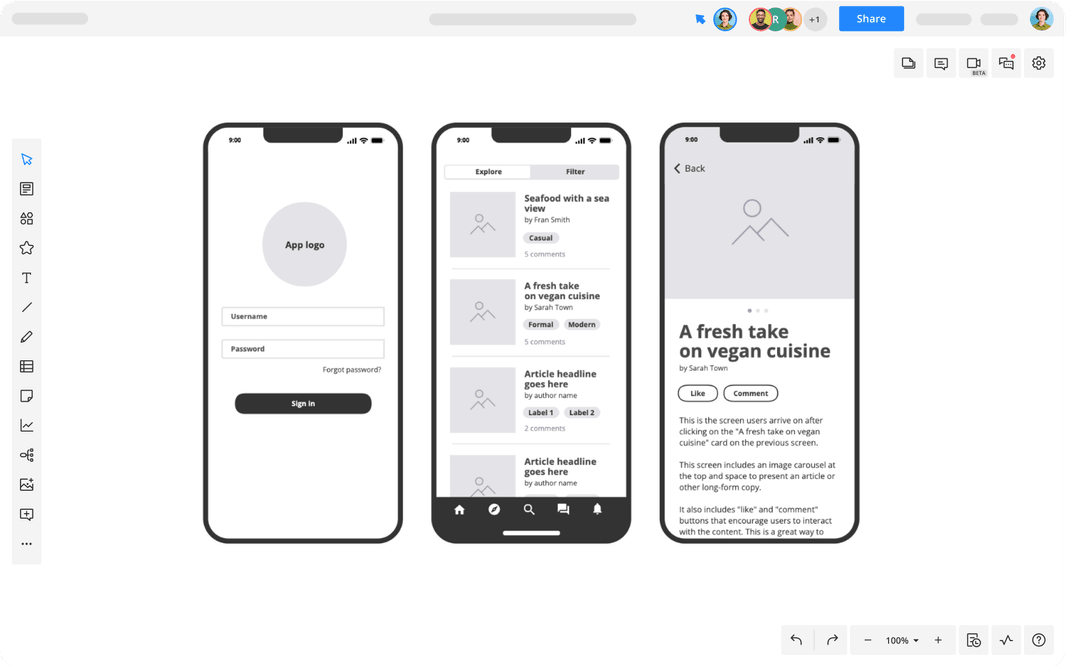 R
+1
Share
BETA
9:00
App logo
Username
Password
Forgot password?
Sign in
9:00
Explore
Filter
Seafood with a sea
view
by Fran Smith
Casual
5 comments
A fresh take
on vegan cuisine
by Sarah Town
Formal
Modern
5 comments
Article headline
goes here
by author name
Label 1
Label 2
2 comments
Article headline
goes here
by author name
9:00
Back
A fresh take
on vegan cuisine
by Sarah Town
Like
Comment
This is the screen users arrive on after
clicking on the "A fresh take on vegan
cuisine" card on the previous screen.
This screen includes an image carousel at
the top and space to present an article or
other long-form copy.
It also includes "like" and "comment"
buttons that encourage users to interact
with the content. This is a great way to
T
100%